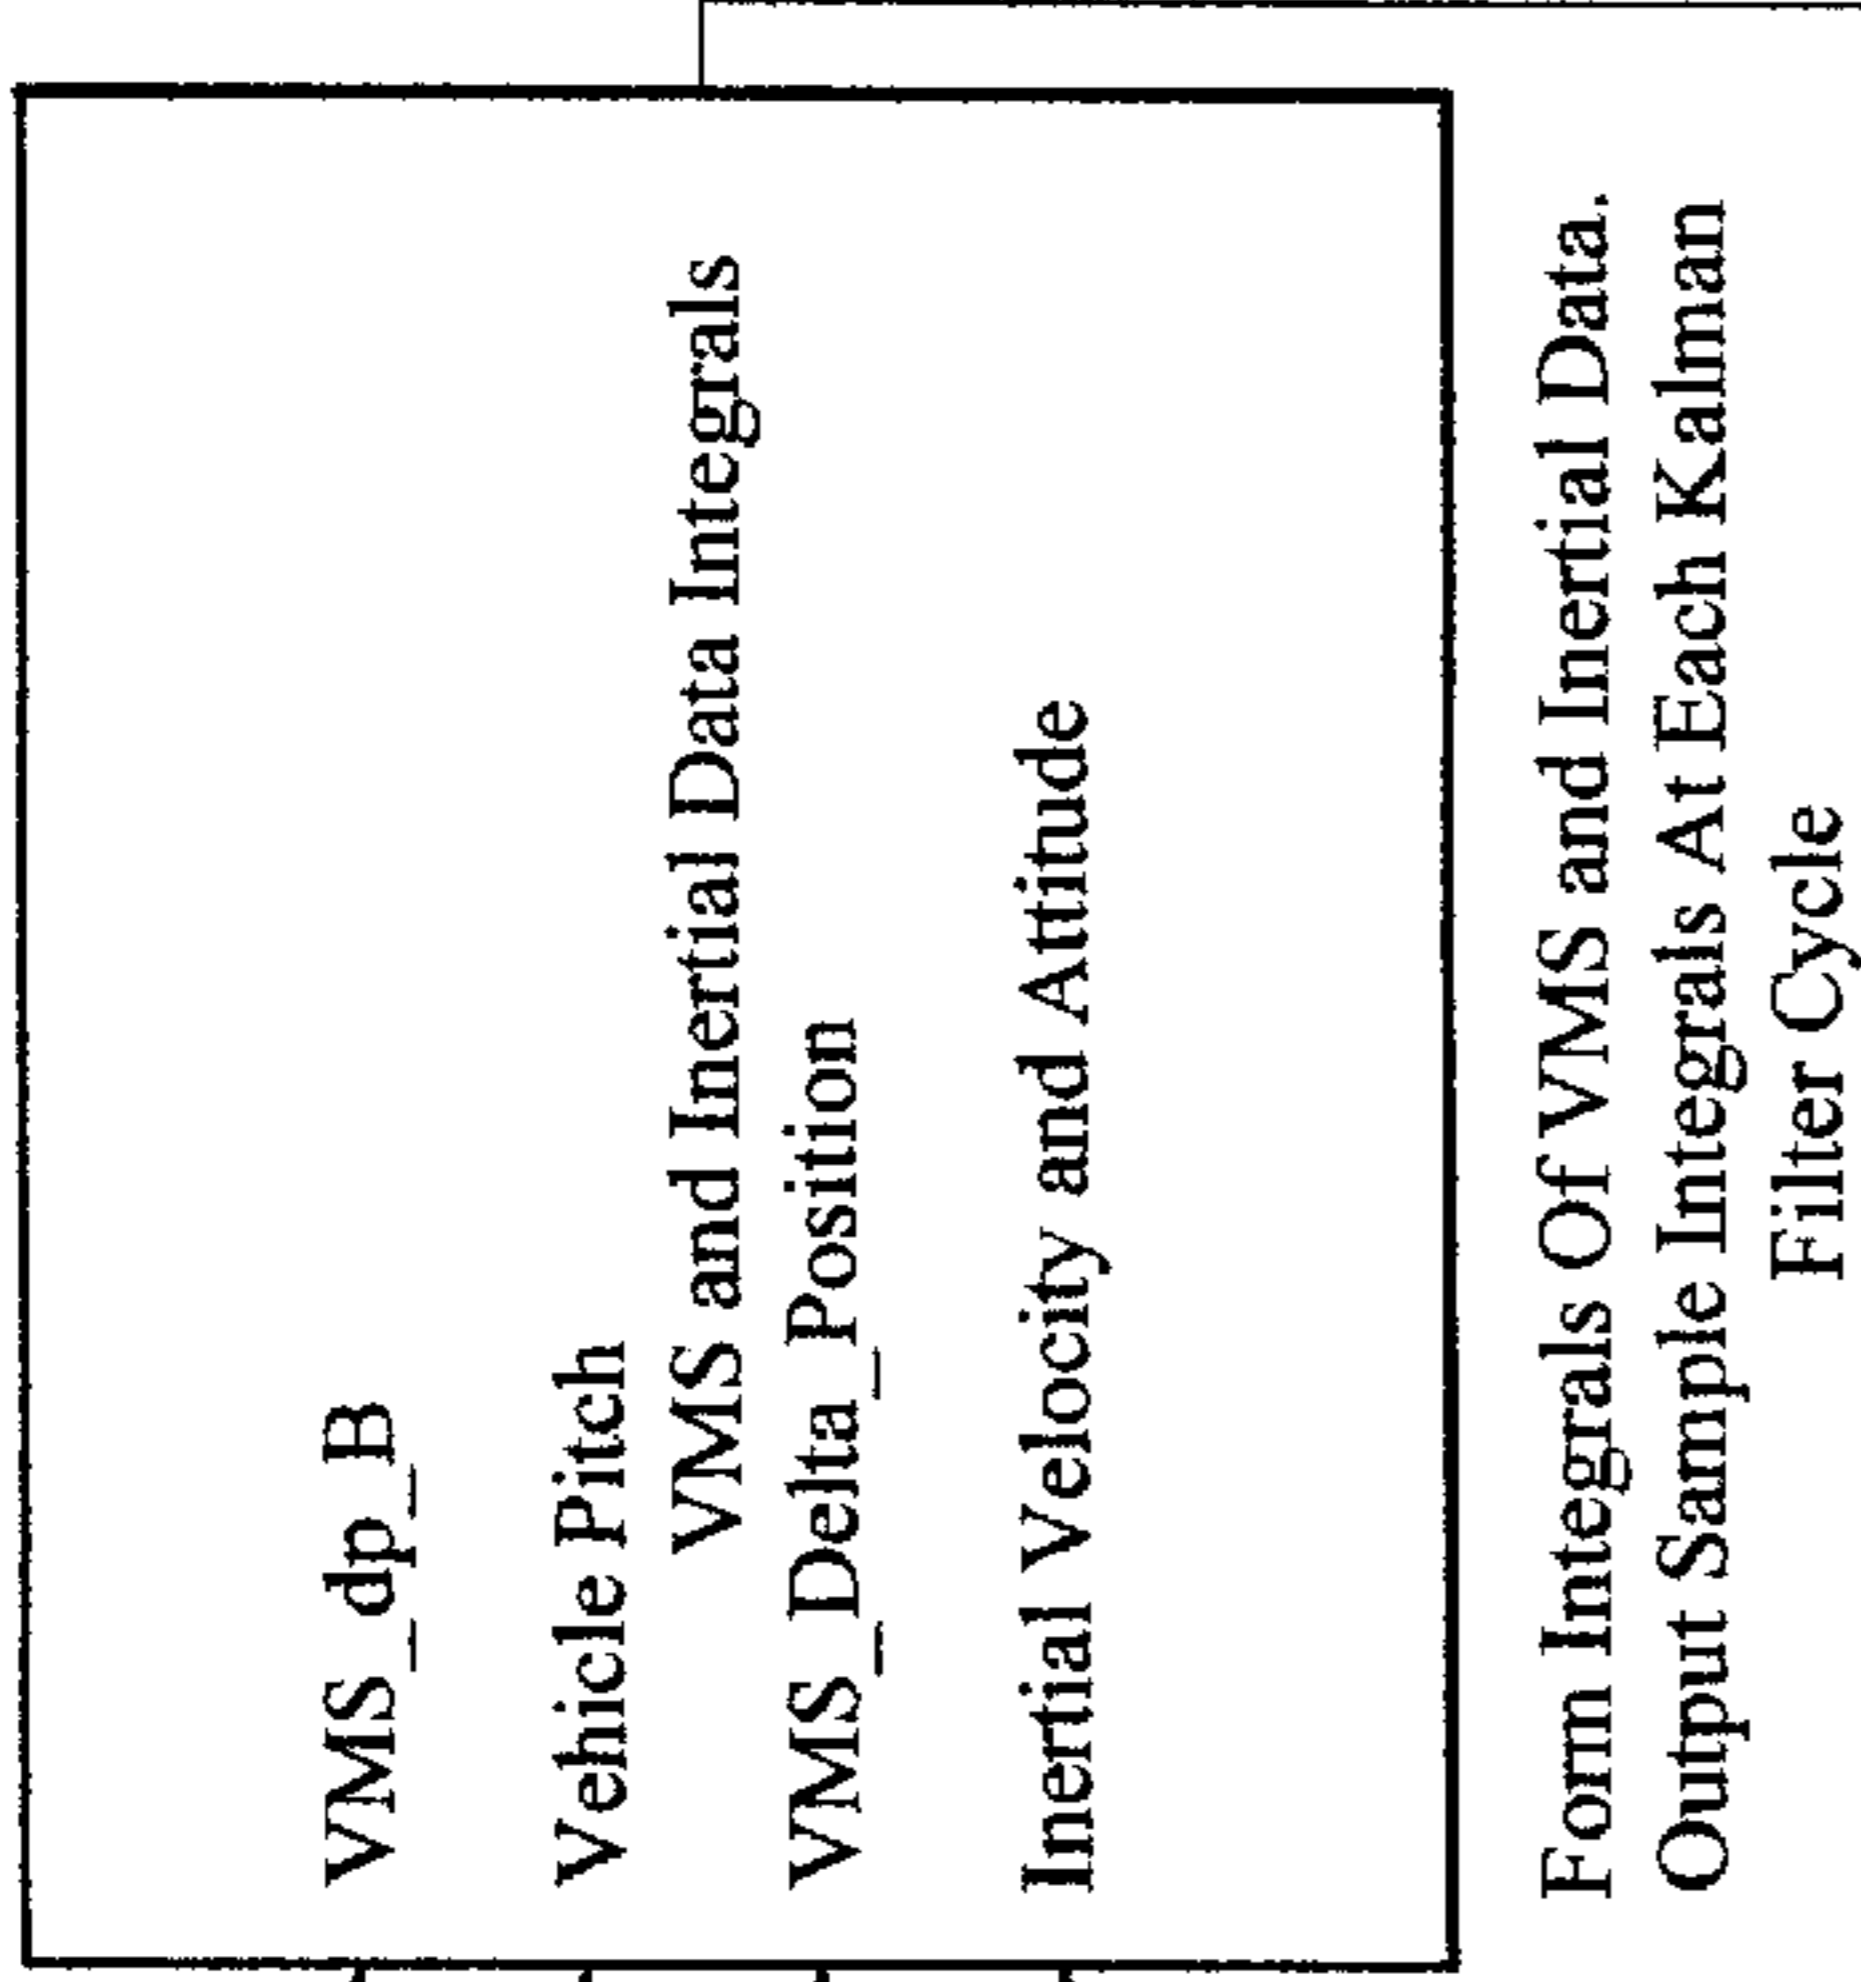 VMS_dp_B
Vehicle Pitch
VMS and Inertial Data Integrals
VMS_Delta_Position
Inertial Velocity and Attitude
Form Integrals Of VMS and Inertial Data.
Output Sample Integrals At Each Kalman
Filter Cycle